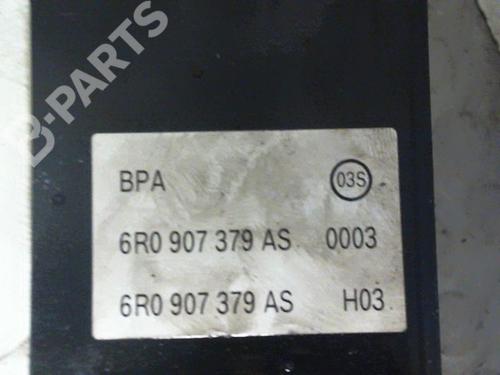 B-PARTS
BPA 03S
6R0 907 379 AS 0003
6R0 907 379 AS H03